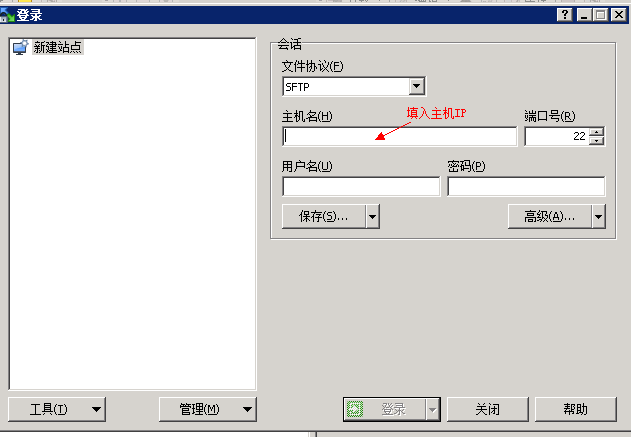 登录
新建站点
会话
文件协议(F)
SFTP
主机名(H)
填入主机IP
端口号(R)
22
用户名(U)
密码(P)
保存(S)...
高级(A)...
工具(T)
管理(M)
登录
关闭
帮助